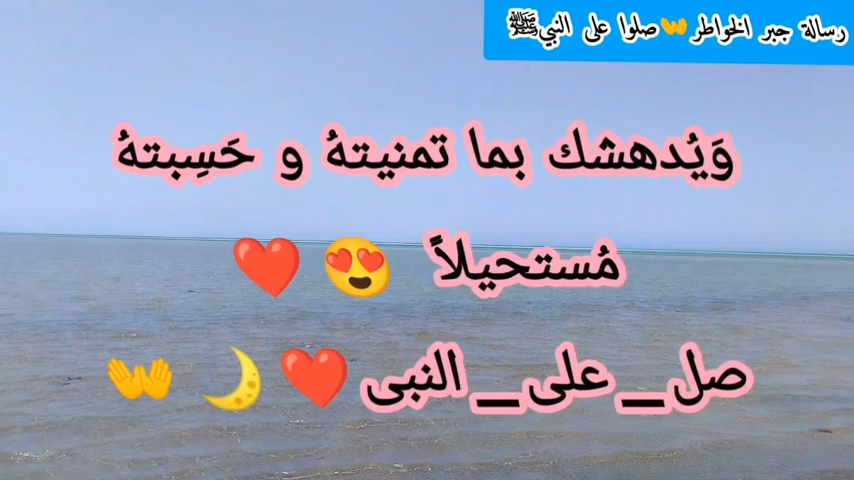 رسالة جبر الخواطر👐صلوا على النبيﷺ
وَيُدهشك بما تمنيتهُ و حَسِبتهُ
مُستحيلاً 😍❤️
صل_على_النبى❤️🌙👐